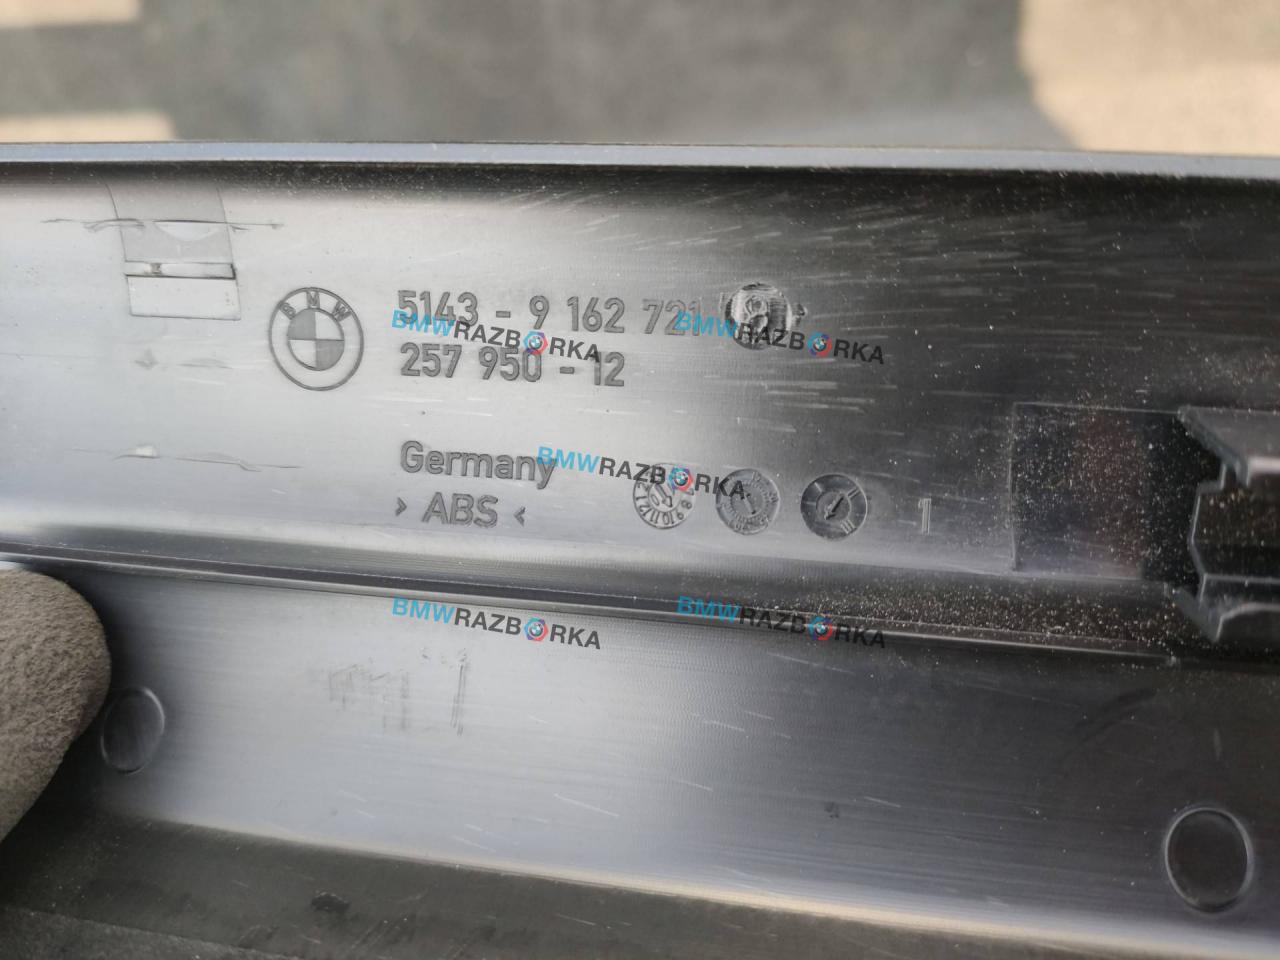 BMW
5143 - 9 162 721
257 950 - 12
Germany
> ABS <
1
BMWRAZBORKA
BMWRAZBORKA
BMWRAZBORKA
BMWRAZBORKA
BMWRAZBORKA